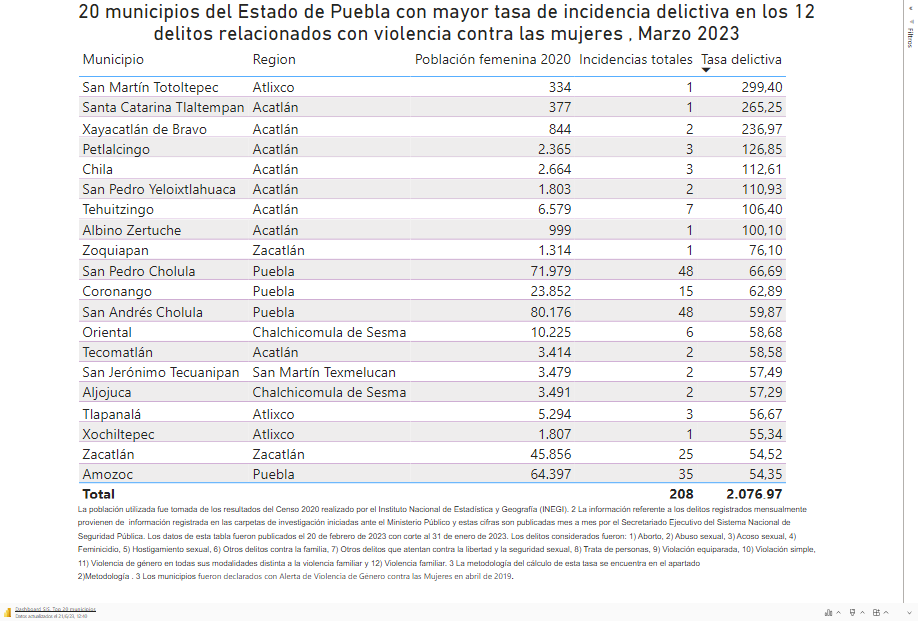 20 municipios del Estado de Puebla con mayor tasa de incidencia delictiva en los 12
delitos relacionados con violencia contra las mujeres , Marzo 2023
Filtros
Municipio Region Población femenina 2020 Incidencias totales Tasa delictiva
San Martín Totoltepec Atlixco 334 1 299,40
Santa Catarina Tlaltempan Acatlán 377 1 265,25
Xayacatlán de Bravo Acatlán 844 2 236,97
Petlalcingo Acatlán 2.365 3 126,85
Chila Acatlán 2.664 3 112,61
San Pedro Yeloixtlahuaca Acatlán 1.803 2 110,93
Tehuitzingo Acatlán 6.579 7 106,40
Albino Zertuche Acatlán 999 1 100,10
Zoquiapan Zacatlán 1.314 1 76,10
San Pedro Cholula Puebla 71.979 48 66,69
Coronango Puebla 23.852 15 62,89
San Andrés Cholula Puebla 80.176 48 59,87
Oriental Chalchicomula de Sesma 10.225 6 58,68
Tecomatlán Acatlán 3.414 2 58,58
San Jerónimo Tecuanipan San Martín Texmelucan 3.479 2 57,49
Aljojuca Chalchicomula de Sesma 3.491 2 57,29
Tlapanalá Atlixco 5.294 3 56,67
Xochiltepec Atlixco 1.807 1 55,34
Zacatlán Zacatlán 45.856 25 54,52
Amozoc Puebla 64.397 35 54,35
Total 208 2.076,97
La población utilizada fue tomada de los resultados del Censo 2020 realizado por el Instituto Nacional de Estadística y Geografía (INEGI). 2 La información referente a los delitos registrados mensualmente
provienen de información registrada en las carpetas de investigación iniciadas ante el Ministerio Público y estas cifras son publicadas mes a mes por el Secretariado Ejecutivo del Sistema Nacional de
Seguridad Pública. Los datos de esta tabla fueron publicados el 20 de febrero de 2023 con corte al 31 de enero de 2023. Los delitos considerados fueron: 1) Aborto, 2) Abuso sexual, 3) Acoso sexual, 4)
Feminicidio, 5) Hostigamiento sexual, 6) Otros delitos contra la familia, 7) Otros delitos que atentan contra la libertad y la seguridad sexual, 8) Trata de personas, 9) Violación equiparada, 10) Violación simple,
11) Violencia de género en todas sus modalidades distinta a la violencia familiar y 12) Violencia familiar. 3 La metodología del cálculo de esta tasa se encuentra en el apartado
2)Metodología . 3 Los municipios fueron declarados con Alerta de Violencia de Género contra las Mujeres en abril de 2019.
Dashboard SIS. Top 20 municipios
Datos actualizados el 21/6/23, 12:40